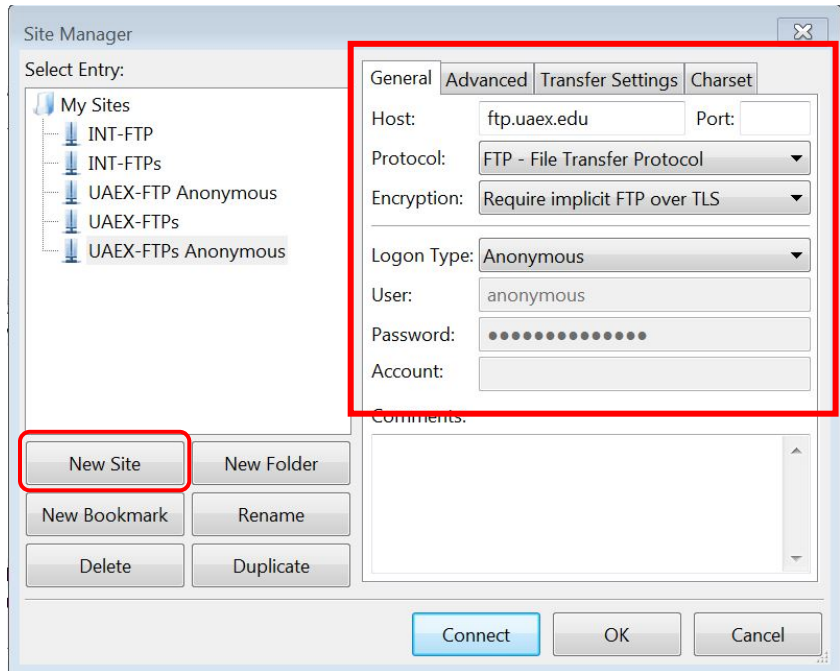 Site Manager
Select Entry:
My Sites
INT-FTP
INT-FTPs
UAEX-FTP Anonymous
UAEX-FTPs
UAEX-FTPs Anonymous
New Site New Folder
New Bookmark Rename
Delete Duplicate
General Advanced Transfer Settings Charset
Host: ftp.uaex.edu Port:
Protocol: FTP - File Transfer Protocol
Encryption: Require implicit FTP over TLS
Logon Type: Anonymous
User: anonymous
Password: ●●●●●●●●●●●●●●
Account:
Comments:
Connect OK Cancel